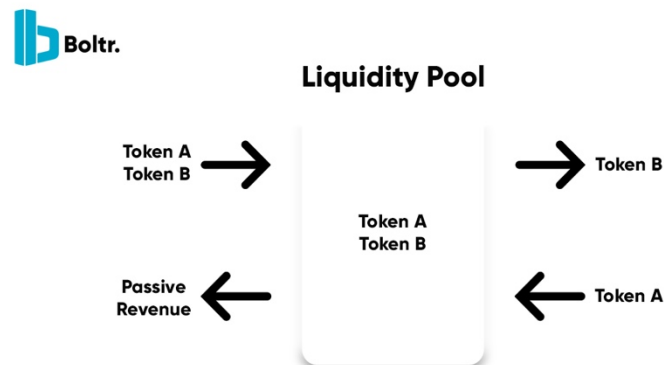 Boltr.
Liquidity Pool
Token A
Token B
Token B
Token A
Token B
Passive
Revenue
Token A